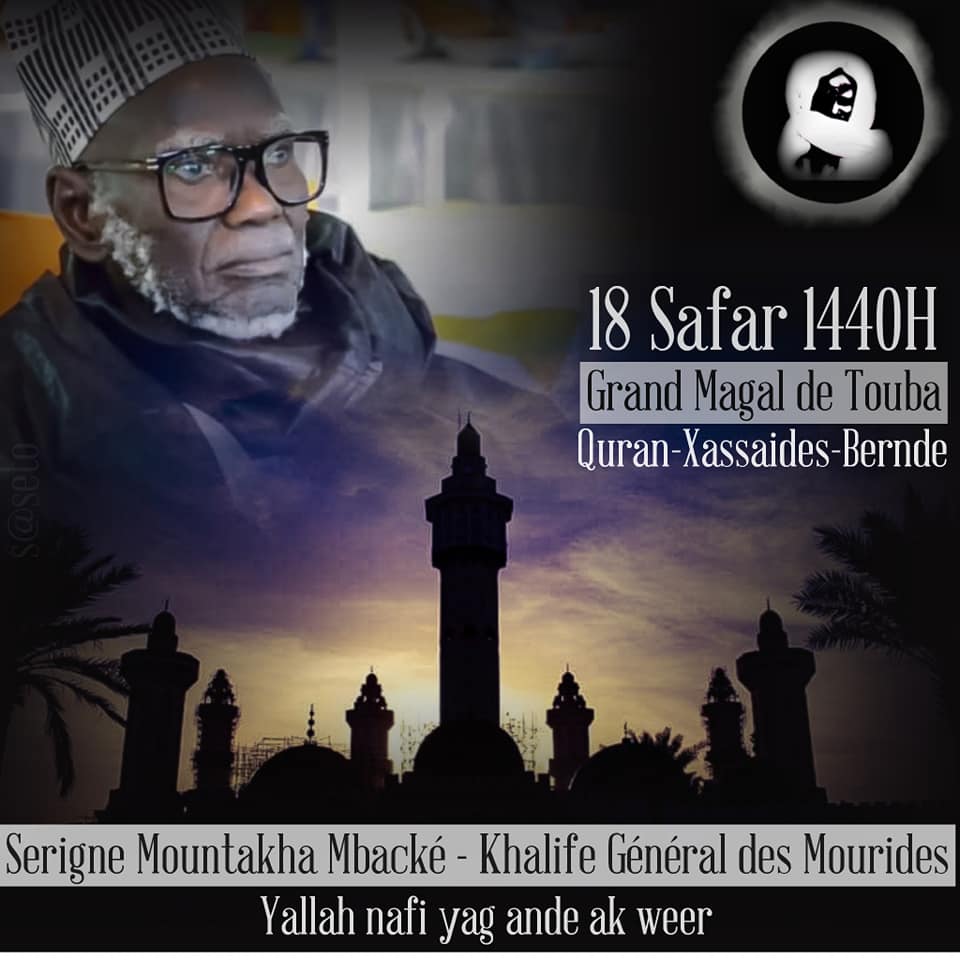 18 Safar 1440H
Grand Magal de Touba
Quran-Xassaides-Bernde
s@selo
Serigne Mountakha Mbacké - Khalife Général des Mourides
Yallah nafi yag ande ak weer